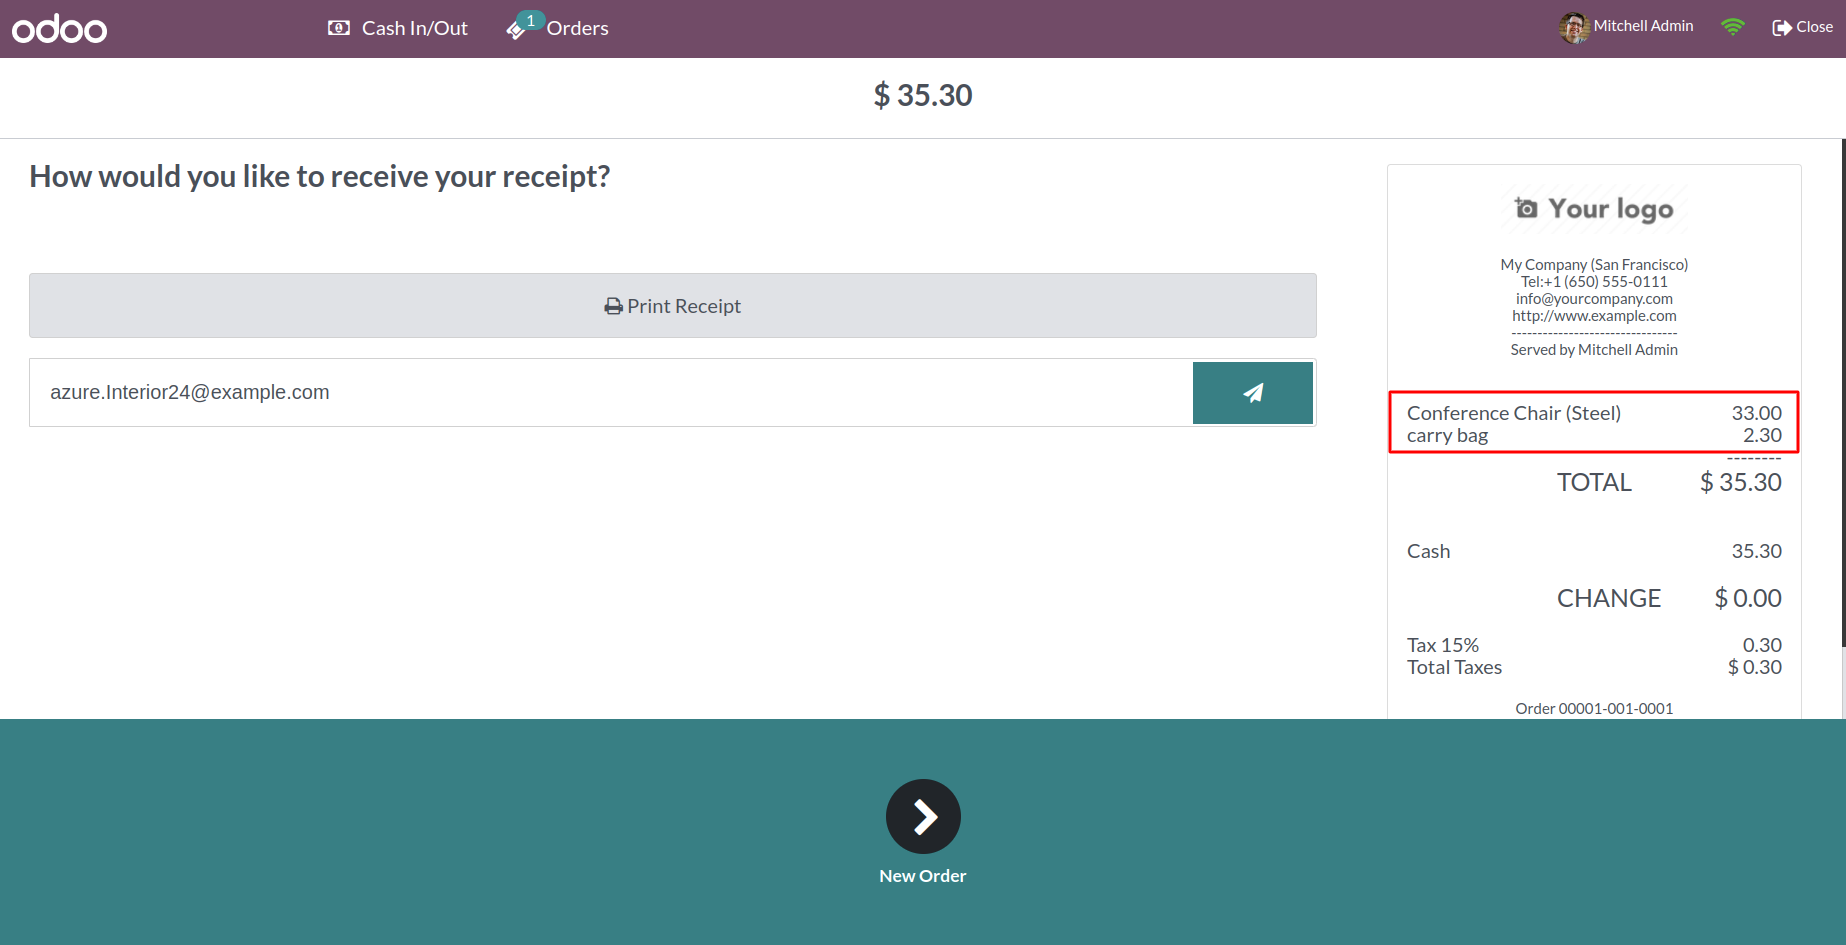 odoo
Cash In/Out
1
Orders
Mitchell Admin
Close
$ 35.30
How would you like to receive your receipt?
Print Receipt
azure.Interior24@example.com
Your logo
My Company (San Francisco)
Tel:+1 (650) 555-0111
info@yourcompany.com
http://www.example.com
--------------------------------
Served by Mitchell Admin
Conference Chair (Steel) 33.00
carry bag 2.30
--------
TOTAL $ 35.30
Cash 35.30
CHANGE $ 0.00
Tax 15% 0.30
Total Taxes $ 0.30
Order 00001-001-0001
New Order